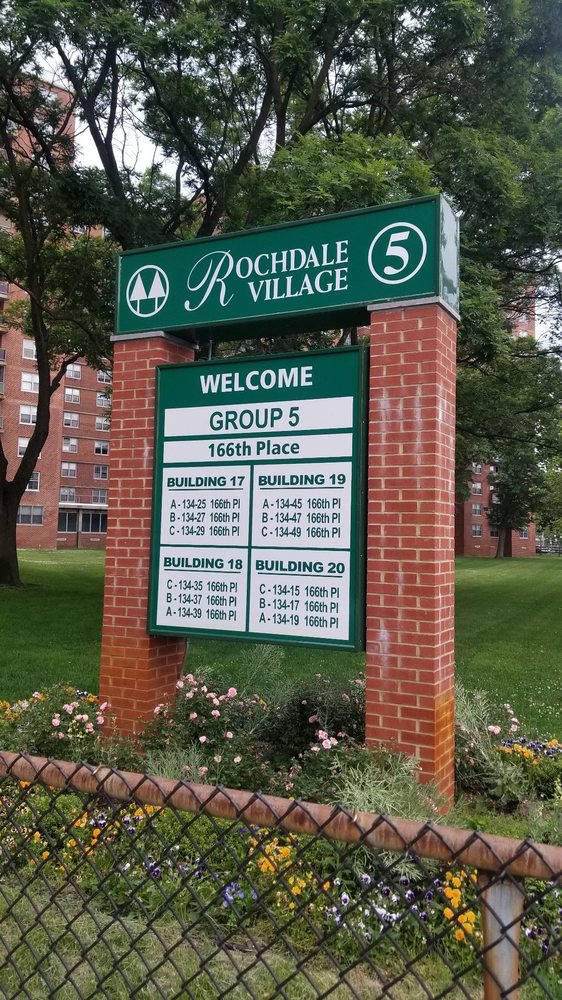 ROCHDALE
VILLAGE
5
WELCOME
GROUP 5
166th Place
BUILDING 17
A - 134-25 166th Pl
B - 134-27 166th Pl
C - 134-29 166th Pl
BUILDING 19
A - 134-45 166th Pl
B - 134-47 166th Pl
C - 134-49 166th Pl
BUILDING 18
C - 134-35 166th Pl
B - 134-37 166th Pl
A - 134-39 166th Pl
BUILDING 20
C - 134-15 166th Pl
B - 134-17 166th Pl
A - 134-19 166th Pl